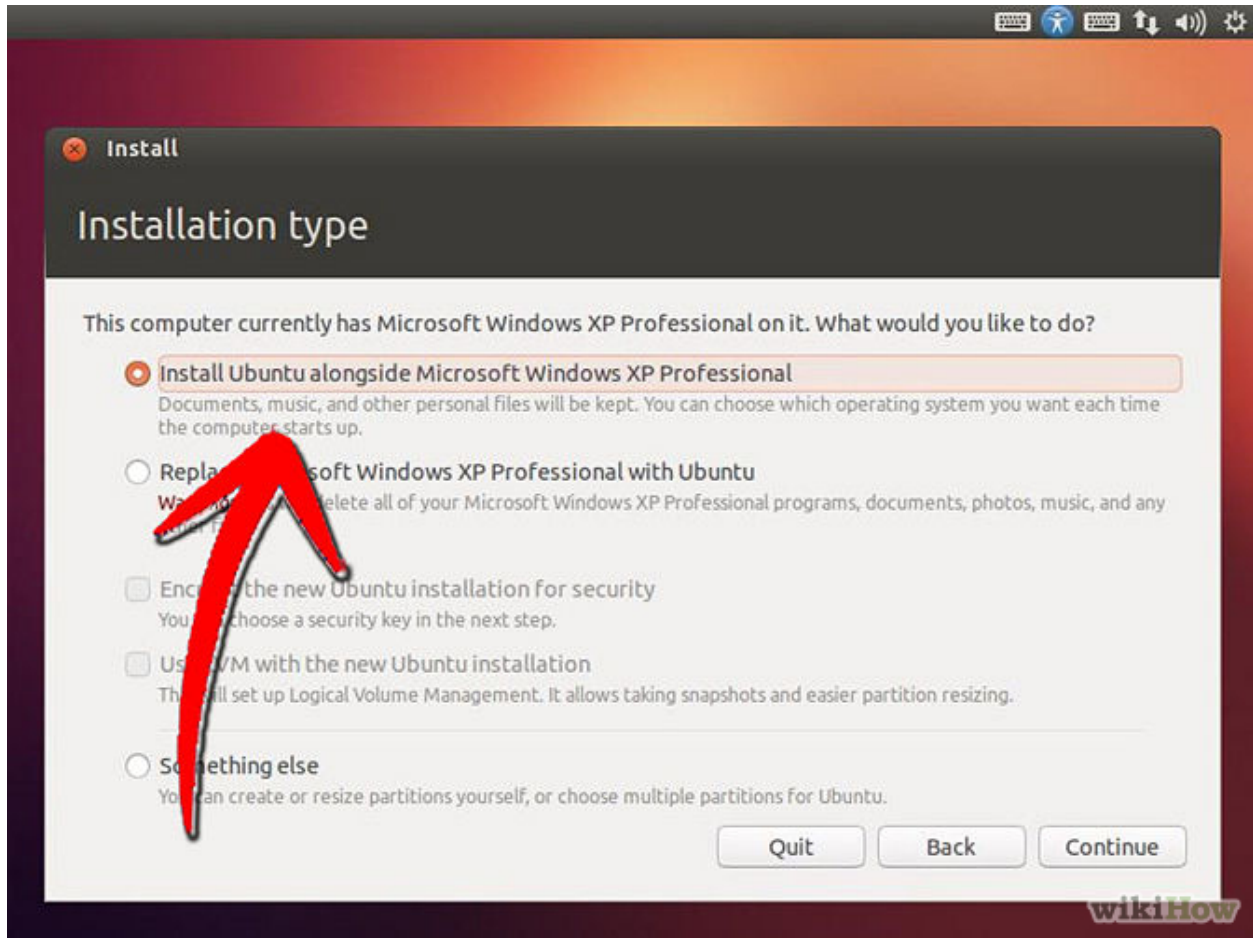 Install
Installation type
This computer currently has Microsoft Windows XP Professional on it. What would you like to do?
Install Ubuntu alongside Microsoft Windows XP Professional
Documents, music, and other personal files will be kept. You can choose which operating system you want each time
the computer starts up.
soft Windows XP Professional with Ubuntu
all of your Microsoft Windows XP Professional programs, documents, photos, music, and any
the new Ubuntu installation for security
choose a security key in the next step.
with the new Ubuntu installation
set up Logical Volume Management. It allows taking snapshots and easier partition resizing.
Something else
You can create or resize partitions yourself, or choose multiple partitions for Ubuntu.
Quit
Back
Continue
wikiHow